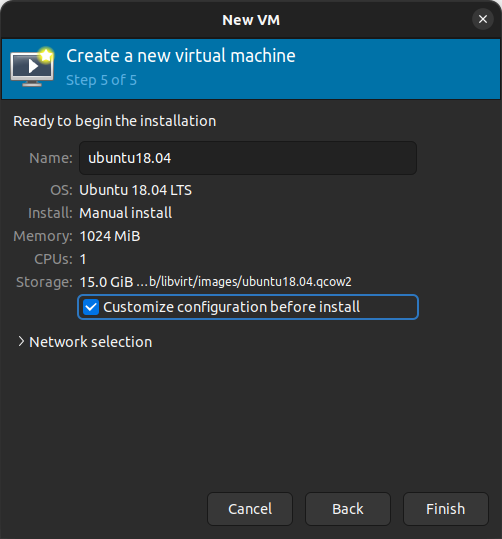 New VM
Create a new virtual machine
Step 5 of 5
Ready to begin the installation
Name: ubuntu18.04
OS: Ubuntu 18.04 LTS
Install: Manual install
Memory: 1024 MiB
CPUs: 1
Storage: 15.0 GiB ...b/libvirt/images/ubuntu18.04.qcow2
Customize configuration before install
Network selection
Cancel Back Finish